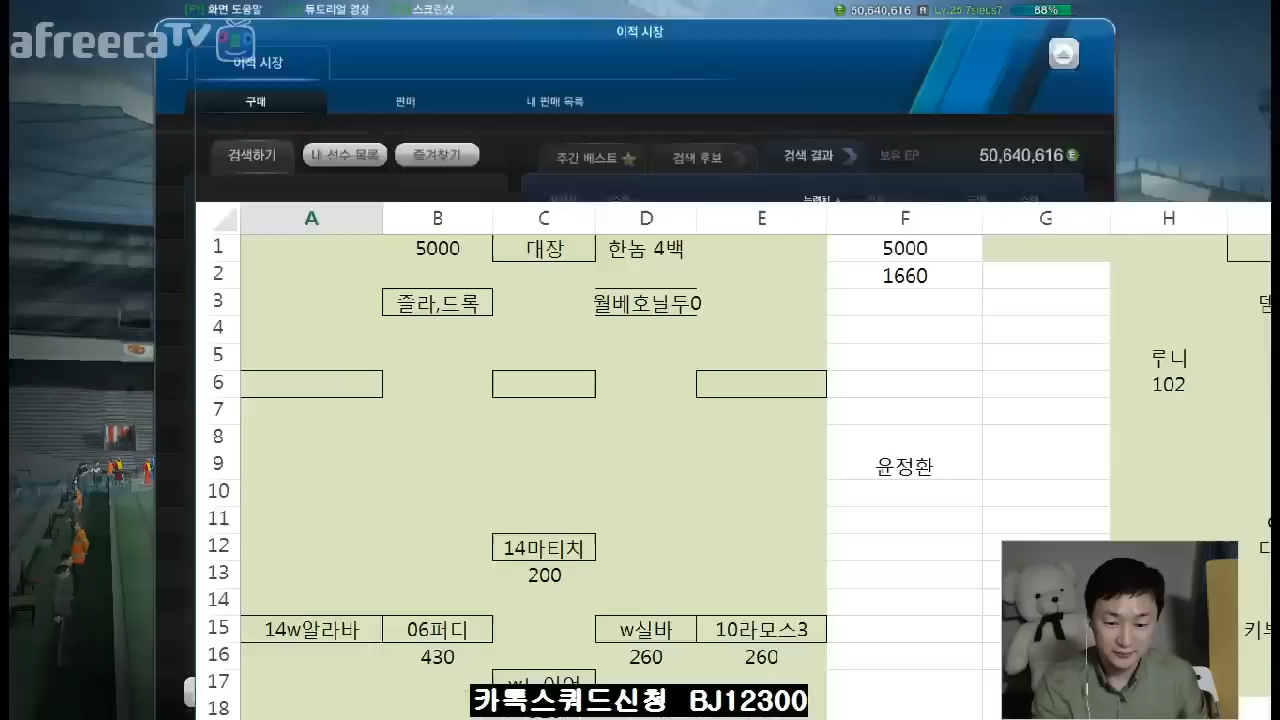 [F1] 화면 도움말 튜토리얼 영상 스크린샷
50,640,616 Lv.25 7sIeLs7 68%
afreecaTV
이적 시장
이적 시장
구매 판매 내 판매 목록
검색하기 내 선수 목록 즐겨찾기 주간 베스트 검색 후보 검색 결과 보유 EP 50,640,616
A B C D E F G H
1 5000 대장 한놈 4백 5000
2 1660
3 즐라,드록 월베호닐두0
4
5 루니
6 102
7
8
9 윤정환
10
11
12 14마티치
13 200
14
15 14w알라바 06퍼디 w실바 10라모스3
16 430 260 260
17
18
카톡스쿼드신청 BJ12300